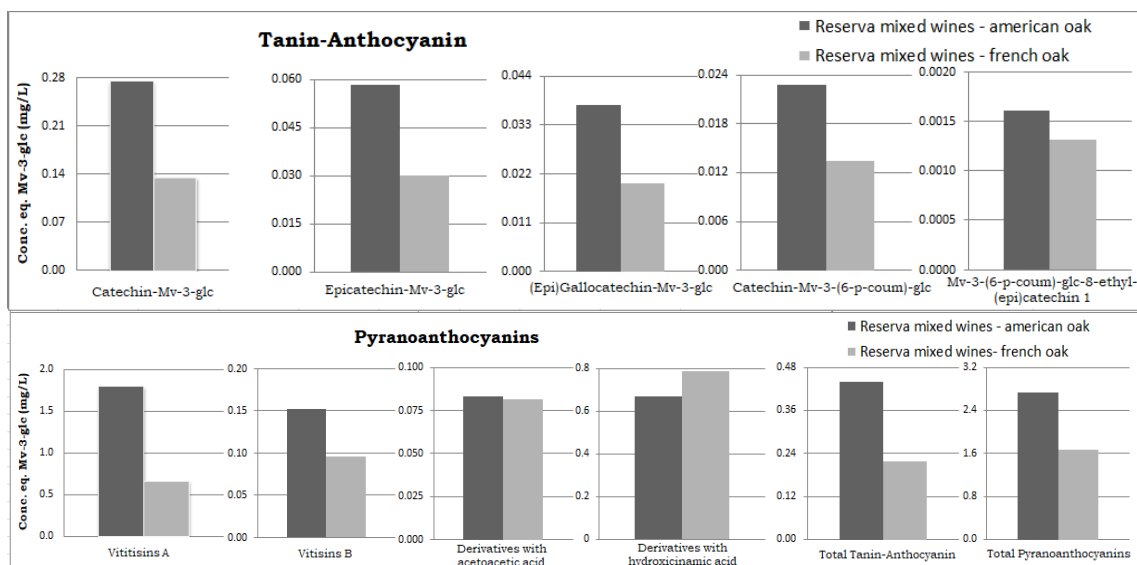 Tanin-Anthocyanin
Reserva mixed wines - american oak
Reserva mixed wines - french oak
Conc. eq. Mv-3-glc (mg/L)
0.28
0.21
0.14
0.07
0.00
Catechin-Mv-3-glc
0.060
0.045
0.030
0.015
0.000
Epicatechin-Mv-3-glc
0.044
0.033
0.022
0.011
0.000
(Epi)Gallocatechin-Mv-3-glc
0.024
0.018
0.012
0.006
0.000
Catechin-Mv-3-(6-p-coum)-glc
0.0020
0.0015
0.0010
0.0005
0.0000
Mv-3-(6-p-coum)-glc-8-ethyl-
(epi)catechin 1
Pyranoanthocyanins
Reserva mixed wines - american oak
Reserva mixed wines- french oak
Conc. eq. Mv-3-glc (mg/L)
2.0
1.5
1.0
0.5
0.0
Vititisins A
0.20
0.15
0.10
0.05
0.00
Vitisins B
0.100
0.075
0.050
0.025
0.000
Derivatives with
acetoacetic acid
0.8
0.6
0.4
0.2
0
Derivatives with
hydroxicinamic acid
0.48
0.36
0.24
0.12
0.00
Total Tanin-Anthocyanin
3.2
2.4
1.6
0.8
0.0
Total Pyranoanthocyanins